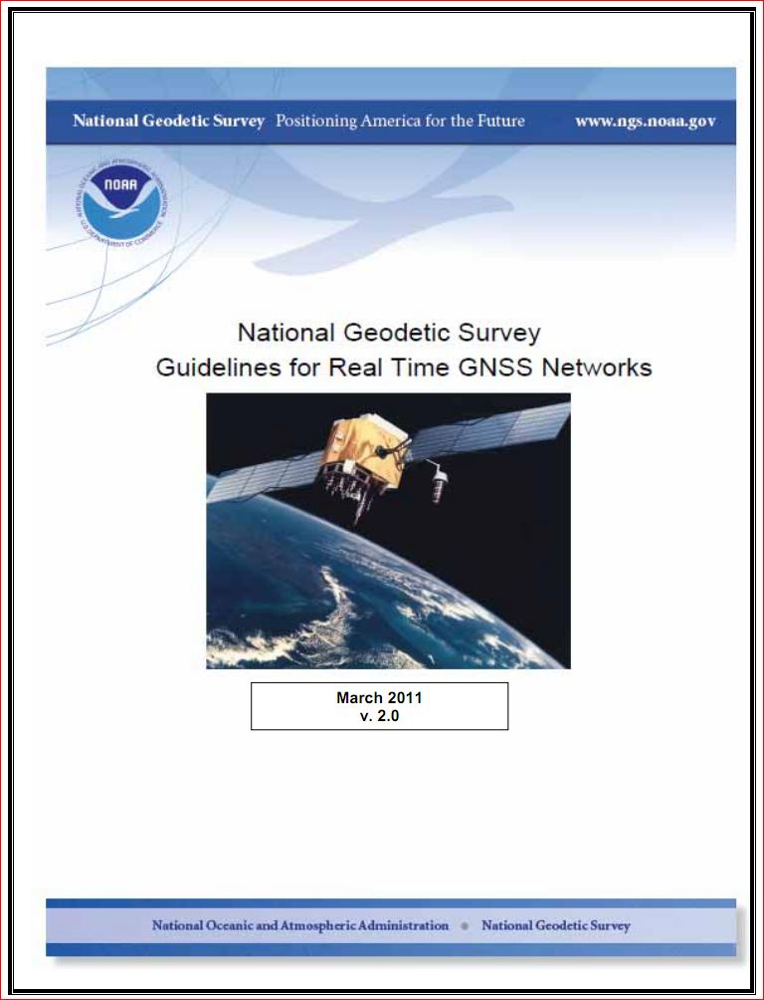 National Geodetic Survey Positioning America for the Future www.ngs.noaa.gov
NATIONAL OCEANIC AND ATMOSPHERIC ADMINISTRATION
NOAA
U.S. DEPARTMENT OF COMMERCE
National Geodetic Survey
Guidelines for Real Time GNSS Networks
March 2011
v. 2.0
National Oceanic and Atmospheric Administration ● National Geodetic Survey